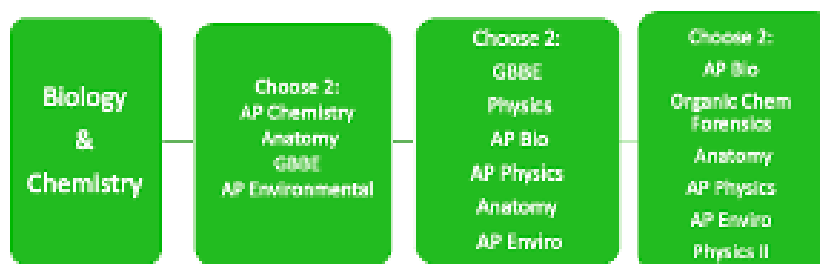 Biology
&
Chemistry
Choose 2:
AP Chemistry
Anatomy
GBBE
AP Environmental
Choose 2:
GBBE
Physics
AP Bio
AP Physics
Anatomy
AP Enviro
Choose 2:
AP Bio
Organic Chem
Forensics
Anatomy
AP Physics
AP Enviro
Physics II